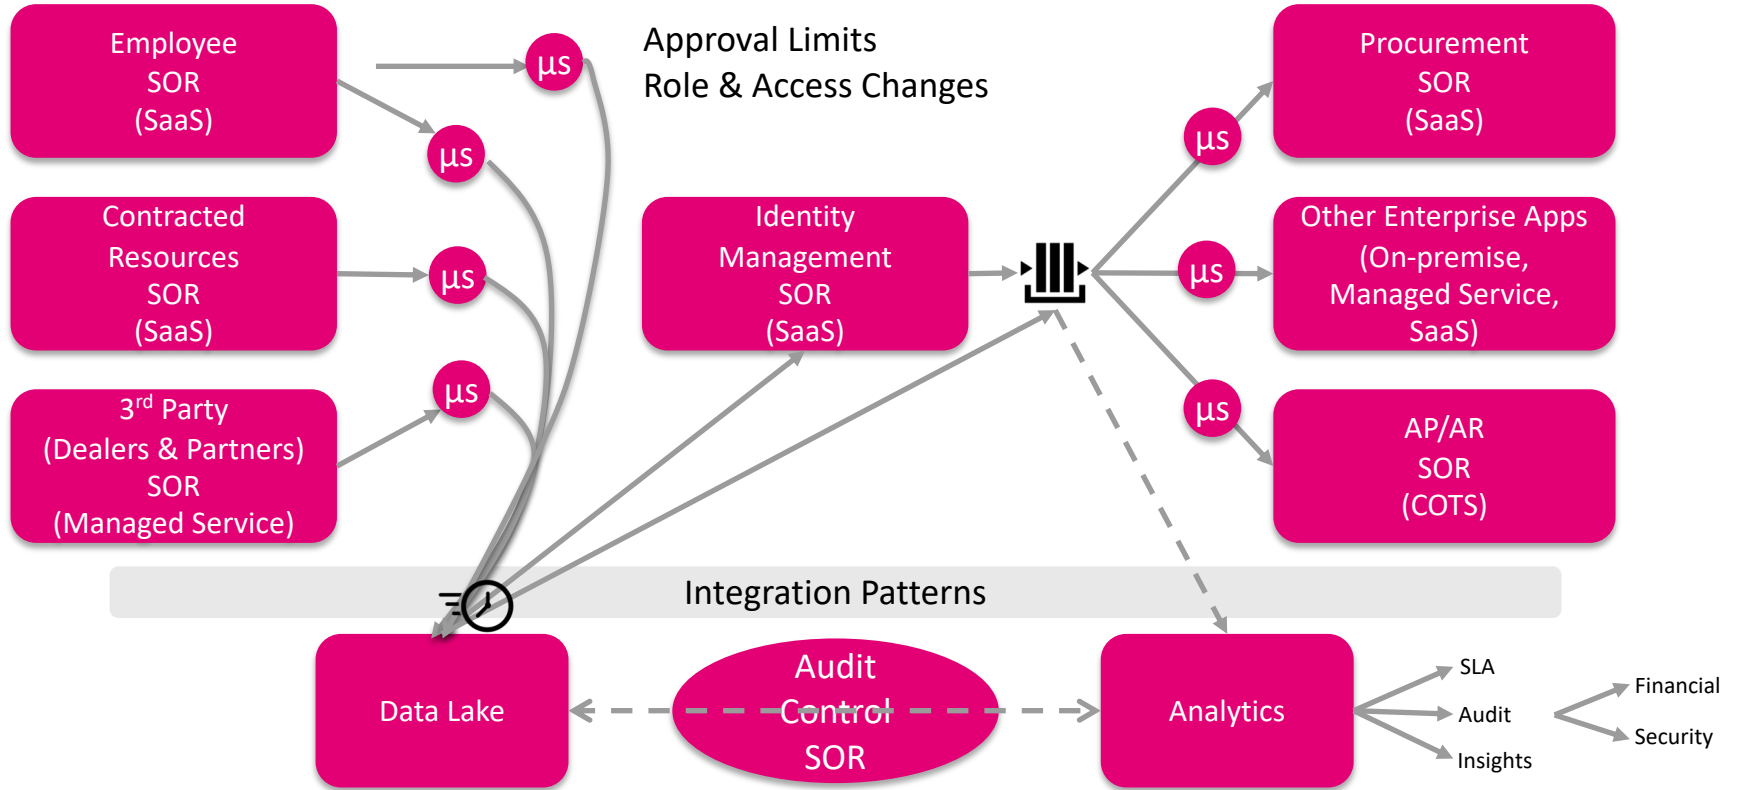 Employee
SOR
(SaaS)
μs
μs
Approval Limits
Role & Access Changes
Procurement
SOR
(SaaS)
μs
Contracted
Resources
SOR
(SaaS)
μs
Identity
Management
SOR
(SaaS)
μs
Other Enterprise Apps
(On-premise,
Managed Service,
SaaS)
3rd Party
(Dealers & Partners)
SOR
(Managed Service)
μs
μs
AP/AR
SOR
(COTS)
Integration Patterns
Data Lake
Audit
Control
SOR
Analytics
SLA
Audit
Insights
Financial
Security